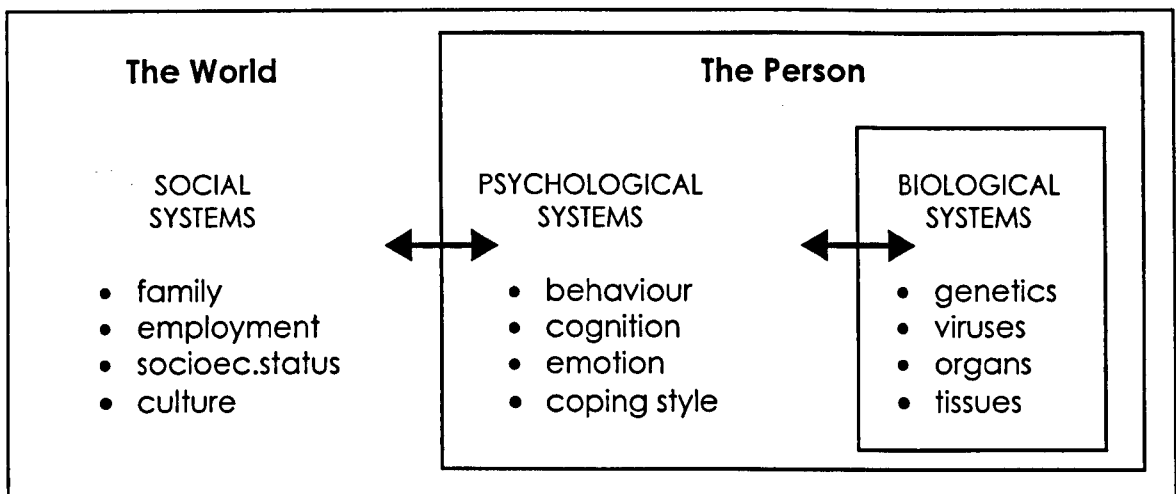 The World
The Person
SOCIAL
SYSTEMS
• family
• employment
• socioec.status
• culture
PSYCHOLOGICAL
SYSTEMS
• behaviour
• cognition
• emotion
• coping style
BIOLOGICAL
SYSTEMS
• genetics
• viruses
• organs
• tissues